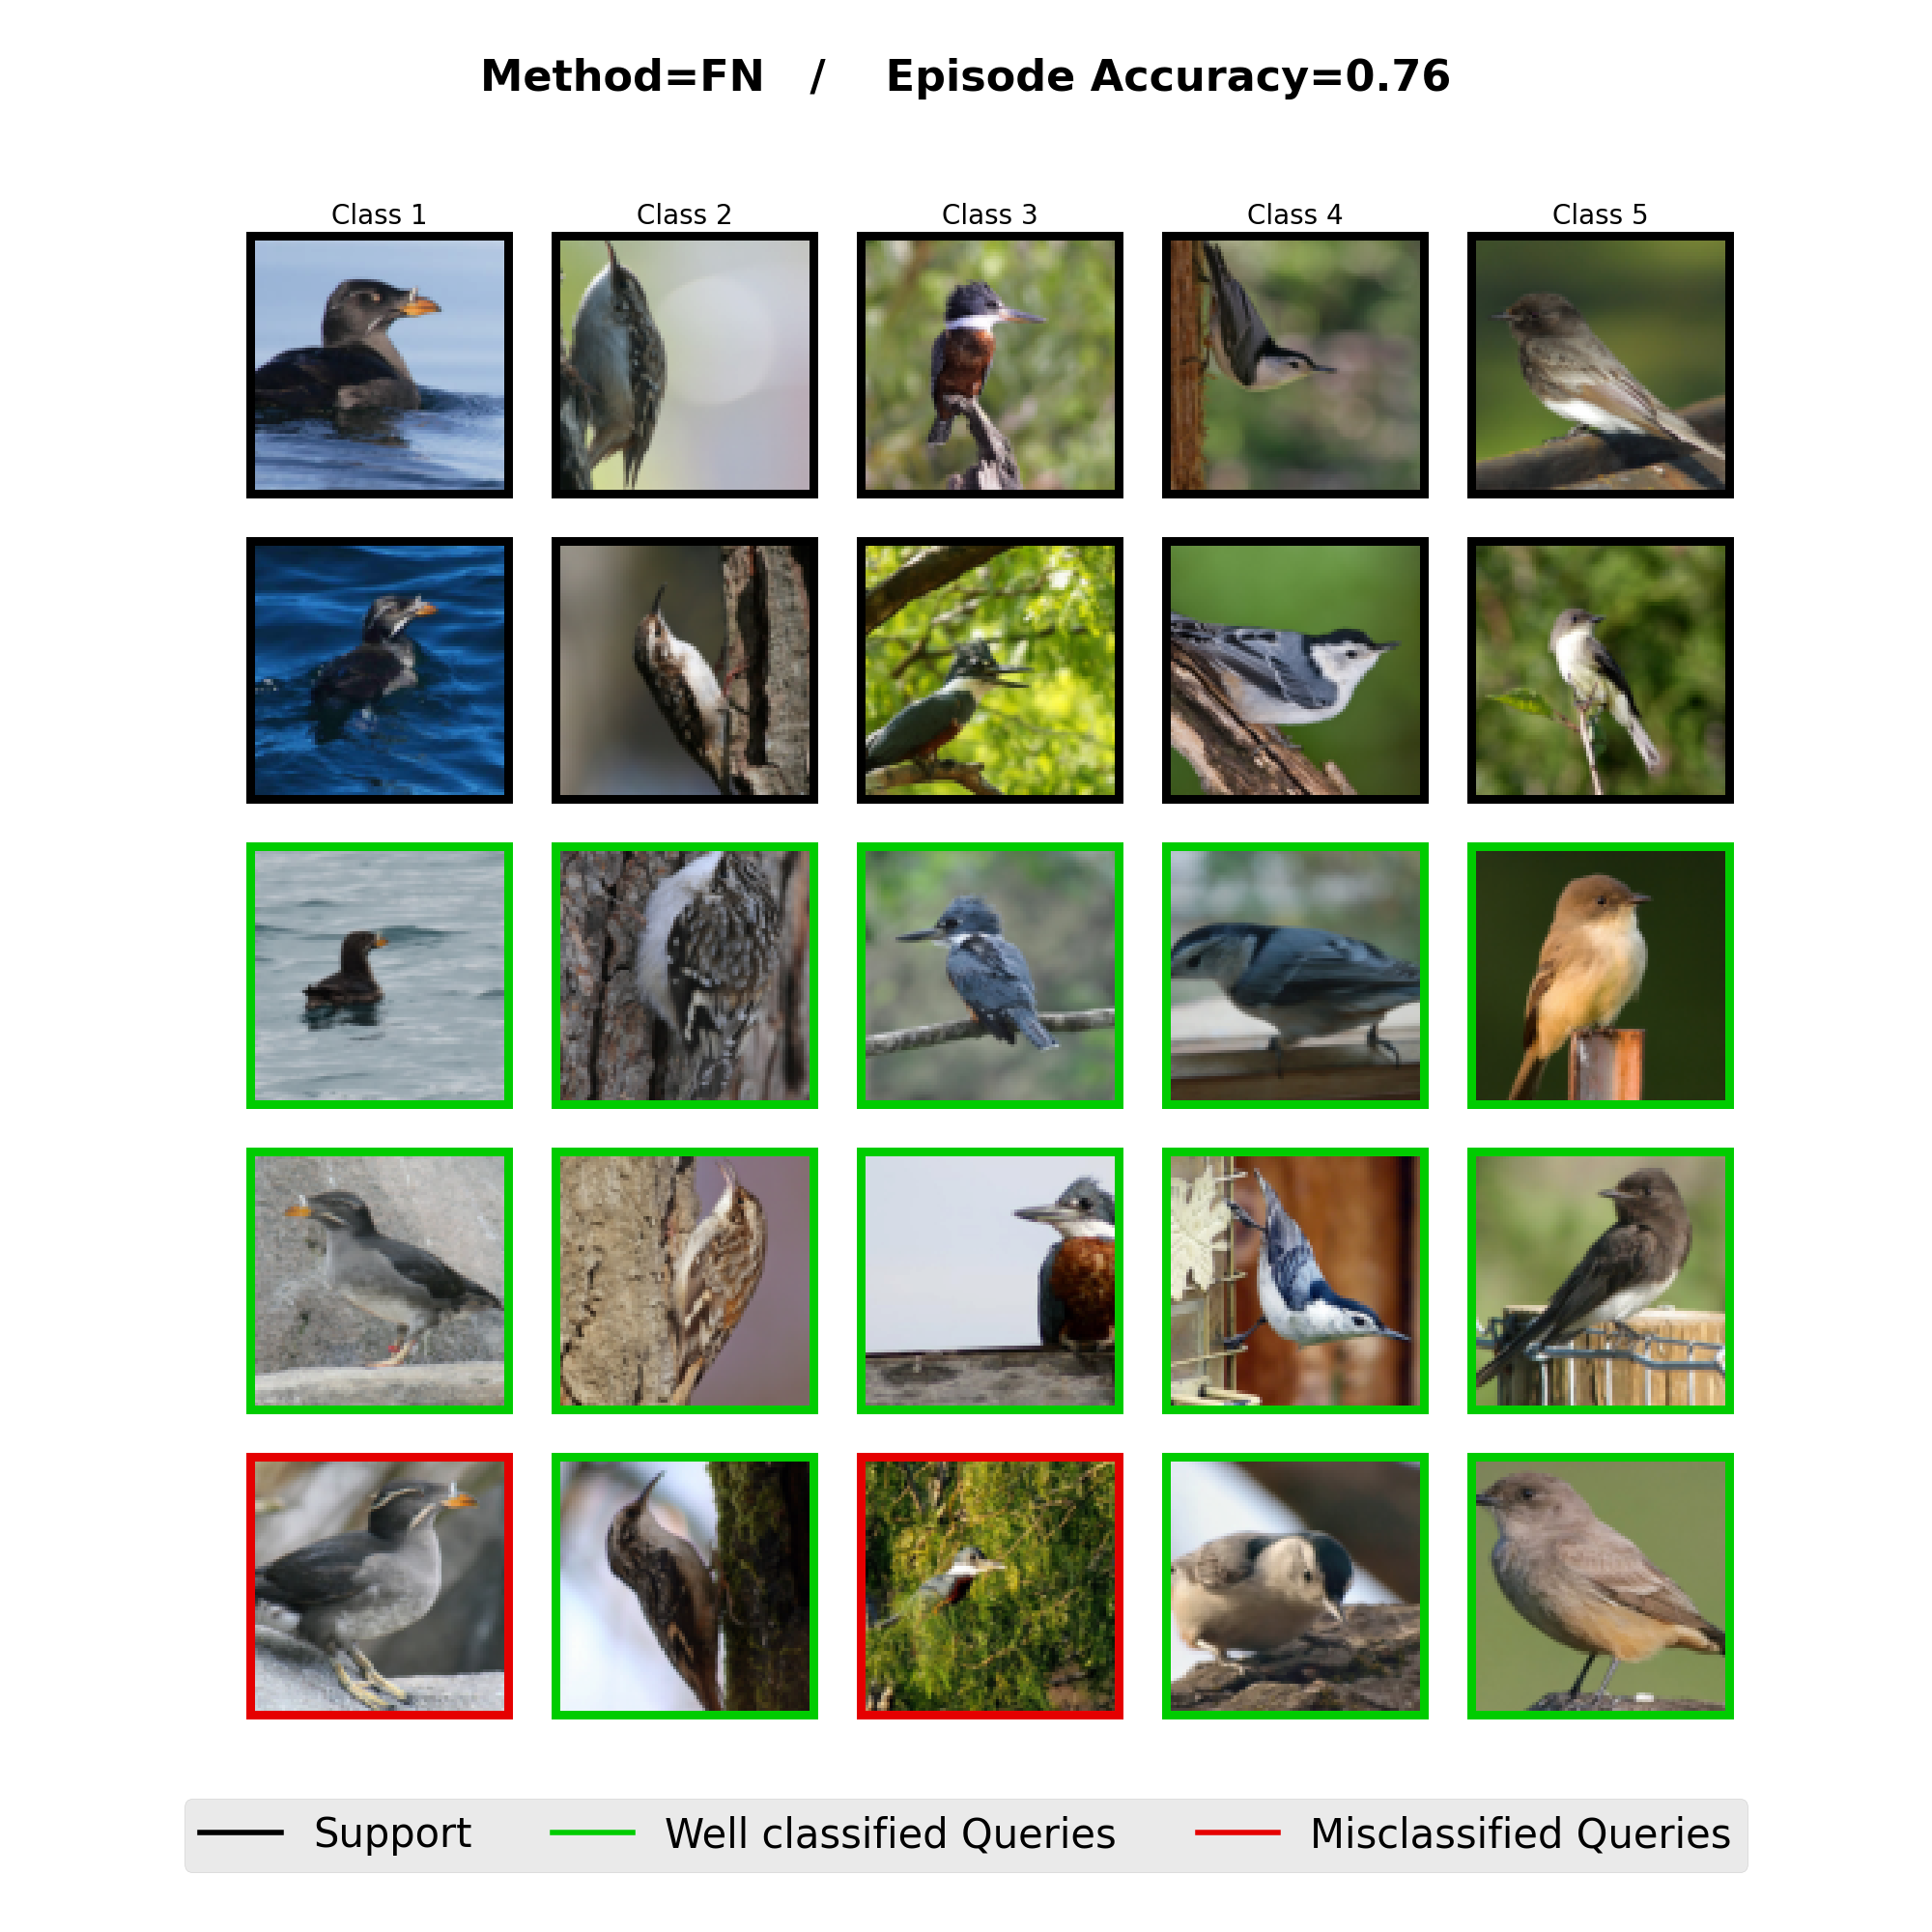 Method=FN / Episode Accuracy=0.76
Class 1 Class 2 Class 3 Class 4 Class 5
Support Well classified Queries Misclassified Queries